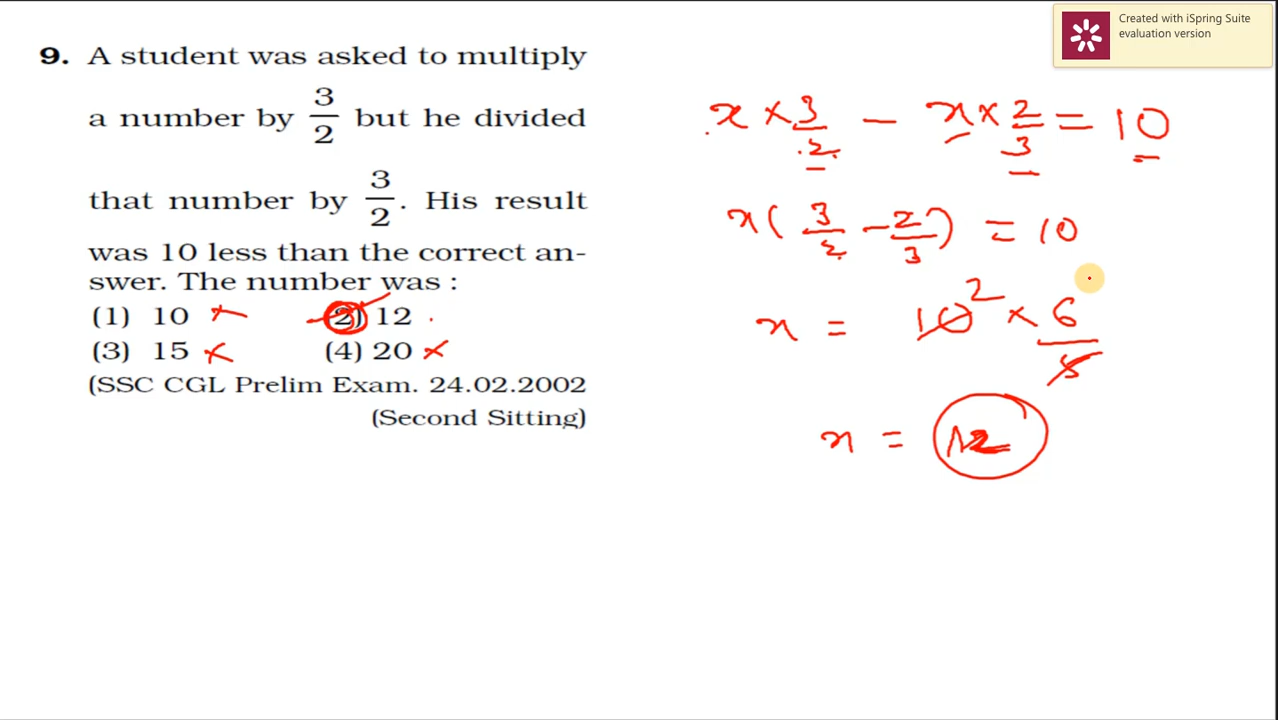 Created with iSpring Suite
evaluation version
9. A student was asked to multiply
a number by 3/2 but he divided
that number by 3/2. His result
was 10 less than the correct an-
swer. The number was :
(1) 10 (2) 12
(3) 15 (4) 20
(SSC CGL Prelim Exam. 24.02.2002
(Second Sitting)
x × 3/2 − x × 2/3 = 10
x ( 3/2 − 2/3 ) = 10
x = 10 2 × 6/5
x = 12